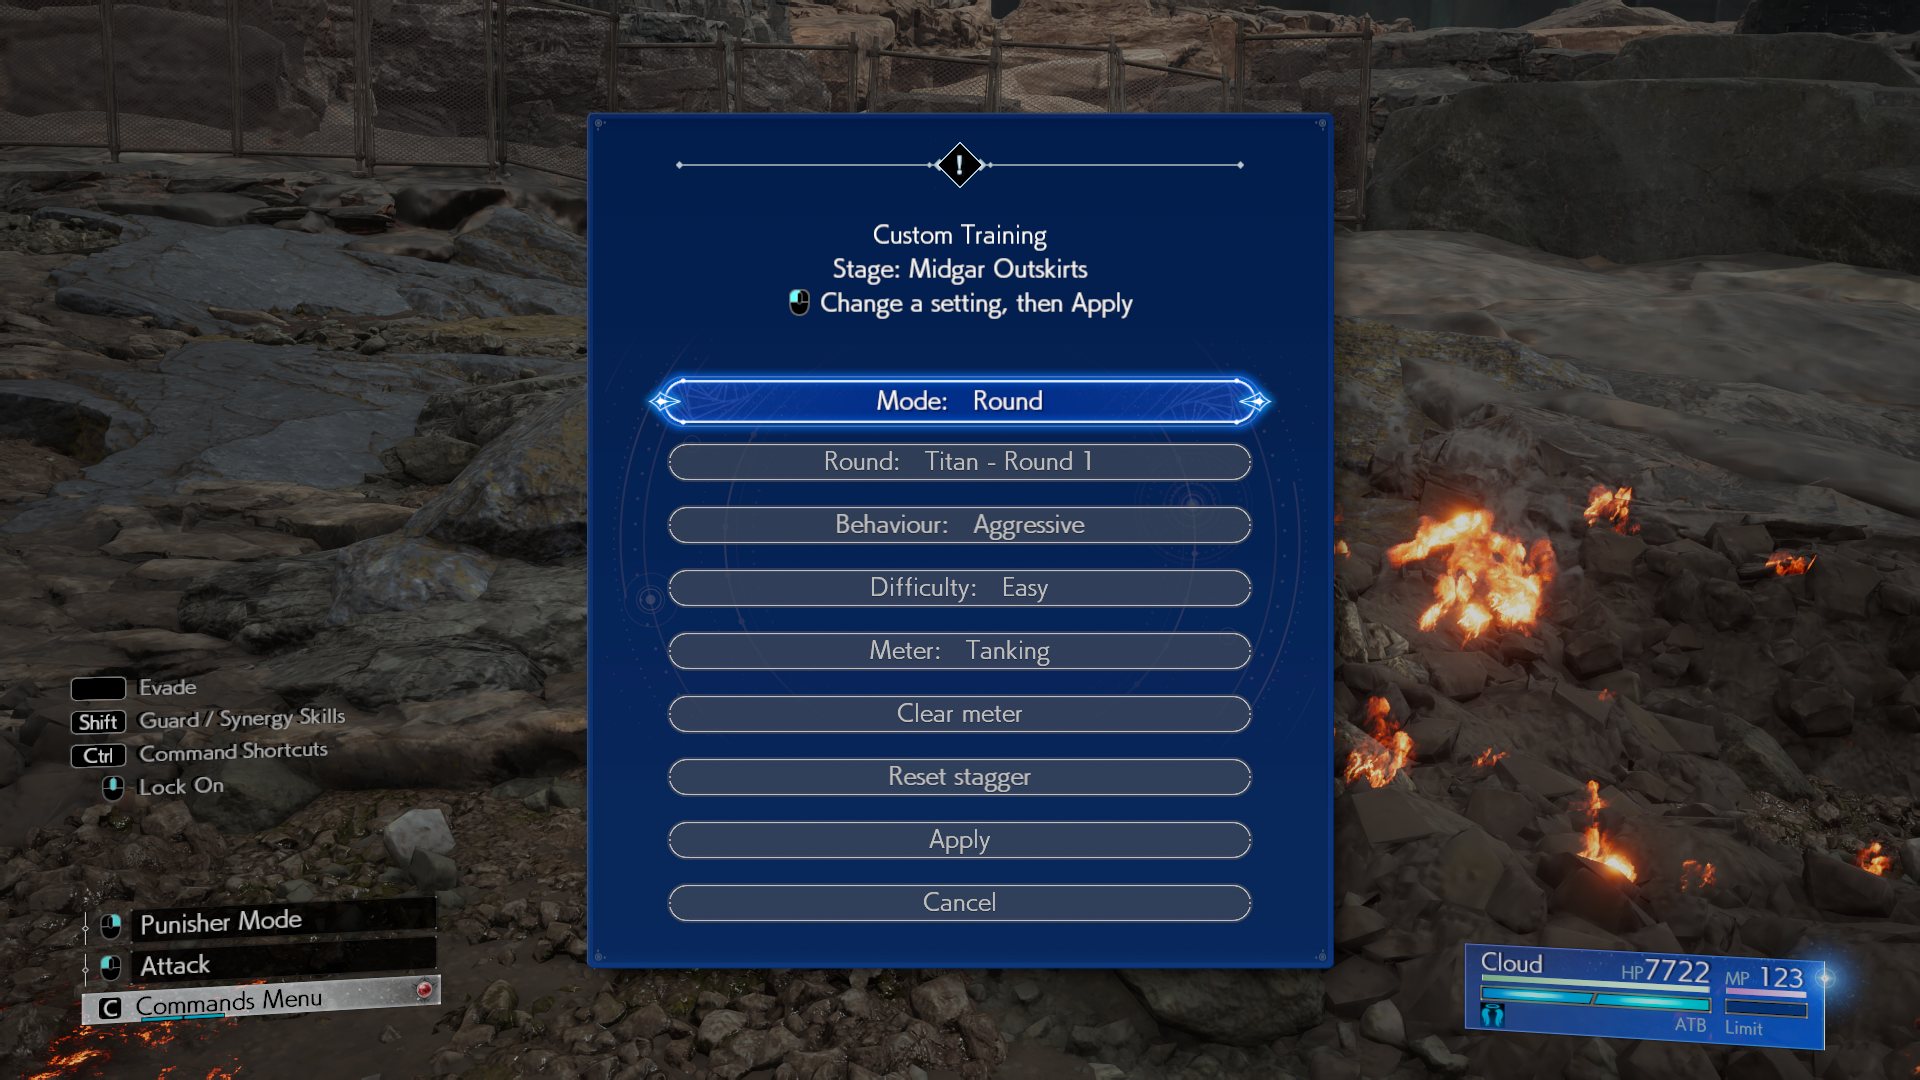 !
Custom Training
Stage: Midgar Outskirts
Change a setting, then Apply
Mode: Round
Round: Titan - Round 1
Behaviour: Aggressive
Difficulty: Easy
Meter: Tanking
Clear meter
Reset stagger
Apply
Cancel
Evade
Shift Guard / Synergy Skills
Ctrl Command Shortcuts
Lock On
Punisher Mode
Attack
C Commands Menu
Cloud HP 7722 MP 123
ATB Limit